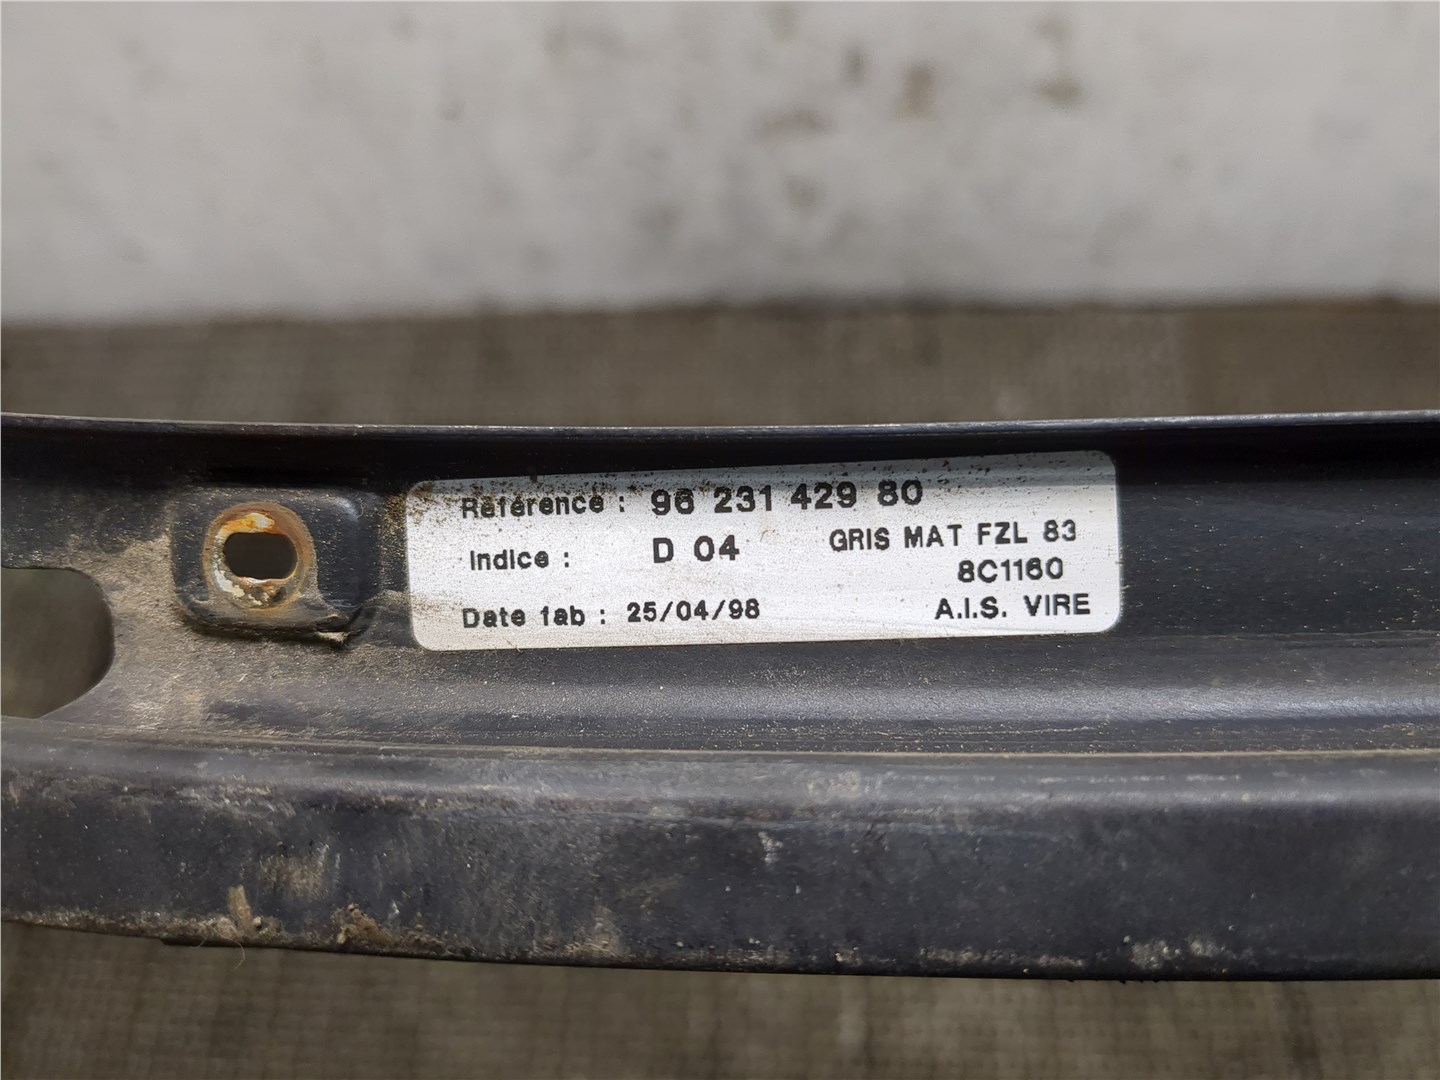 Référence : 96 231 429 80
Indice : D 04 GRIS MAT FZL 83
8C1160
Date fab : 25/04/98 A.I.S. VIRE